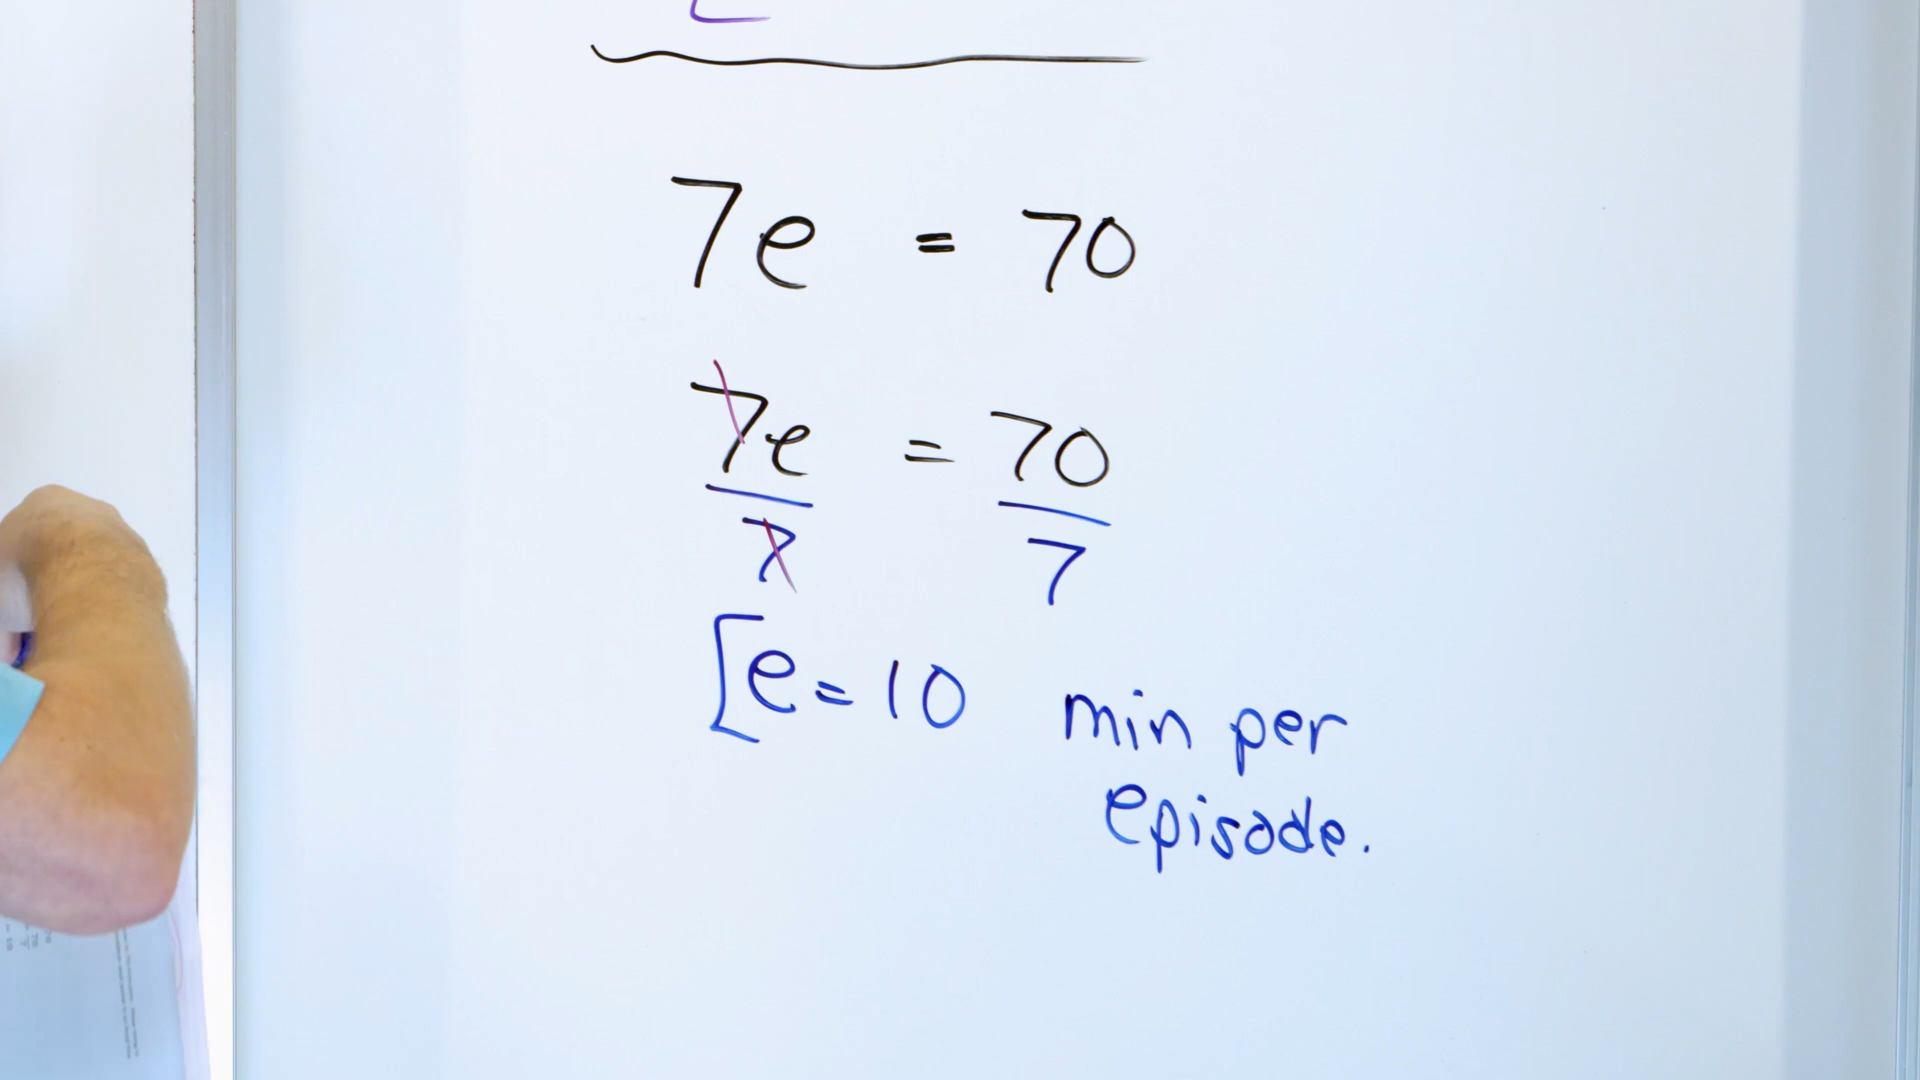 7e = 70
7e = 70
7 7
e = 10 min per
episode.